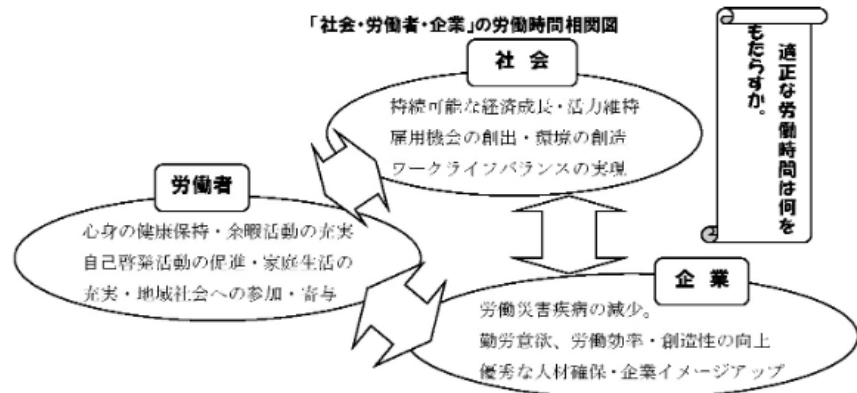 「社会・労働者・企業」の労働時間相関図
適正な労働時間は何を
もたらすか。
社 会
持続可能な経済成長・活力維持
雇用機会の創出・環境の創造
ワークライフバランスの実現
労働者
心身の健康保持・余暇活動の充実
自己啓発活動の促進・家庭生活の
充実・地域社会への参加・寄与
企 業
労働災害疾病の減少。
勤労意欲、労働効率・創造性の向上
優秀な人材確保・企業イメージアップ